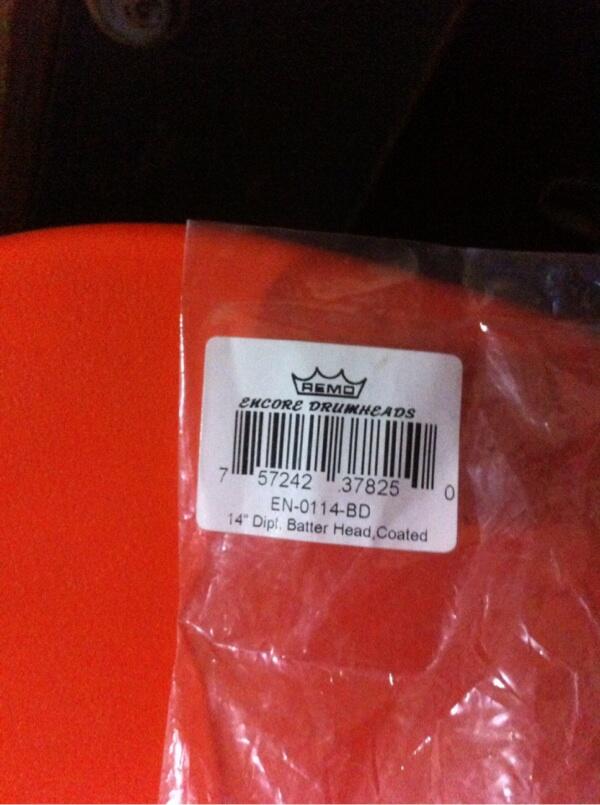 REMO
ENCORE DRUMHEADS
7 57242 37825 0
EN-0114-BD
14" Dipl. Batter Head,Coated